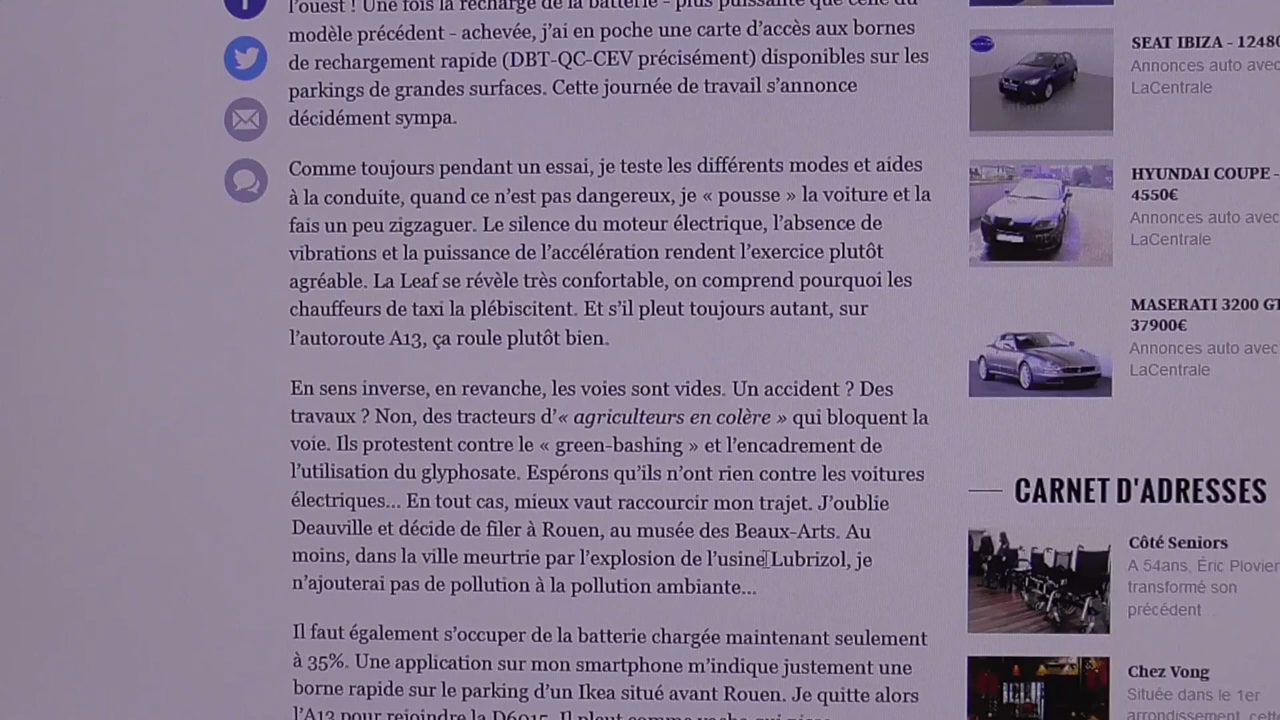 l'ouest ! Une fois la recharge de la batterie - plus puissante que celle du
modèle précédent - achevée, j'ai en poche une carte d'accès aux bornes
de rechargement rapide (DBT-QC-CEV précisément) disponibles sur les
parkings de grandes surfaces. Cette journée de travail s'annonce
décidément sympa.
Comme toujours pendant un essai, je teste les différents modes et aides
à la conduite, quand ce n'est pas dangereux, je « pousse » la voiture et la
fais un peu zigzaguer. Le silence du moteur électrique, l'absence de
vibrations et la puissance de l'accélération rendent l'exercice plutôt
agréable. La Leaf se révèle très confortable, on comprend pourquoi les
chauffeurs de taxi la plébiscitent. Et s'il pleut toujours autant, sur
l'autoroute A13, ça roule plutôt bien.
En sens inverse, en revanche, les voies sont vides. Un accident ? Des
travaux ? Non, des tracteurs d'« agriculteurs en colère » qui bloquent la
voie. Ils protestent contre le « green-bashing » et l'encadrement de
l'utilisation du glyphosate. Espérons qu'ils n'ont rien contre les voitures
électriques... En tout cas, mieux vaut raccourcir mon trajet. J'oublie
Deauville et décide de filer à Rouen, au musée des Beaux-Arts. Au
moins, dans la ville meurtrie par l'explosion de l'usine Lubrizol, je
n'ajouterai pas de pollution à la pollution ambiante...
Il faut également s'occuper de la batterie chargée maintenant seulement
à 35%. Une application sur mon smartphone m'indique justement une
borne rapide sur le parking d'un Ikea situé avant Rouen. Je quitte alors
l'A13 pour rejoindre la D6015. Il pleut comme vache qui pisse
SEAT IBIZA - 12480
Annonces auto avec
LaCentrale
HYUNDAI COUPE -
4550€
Annonces auto avec
LaCentrale
MASERATI 3200 GT
37900€
Annonces auto avec
LaCentrale
CARNET D'ADRESSES
Côté Seniors
A 54ans, Éric Plovier
transformé son
précédent
Chez Vong
Située dans le 1er
arrondissement, cette